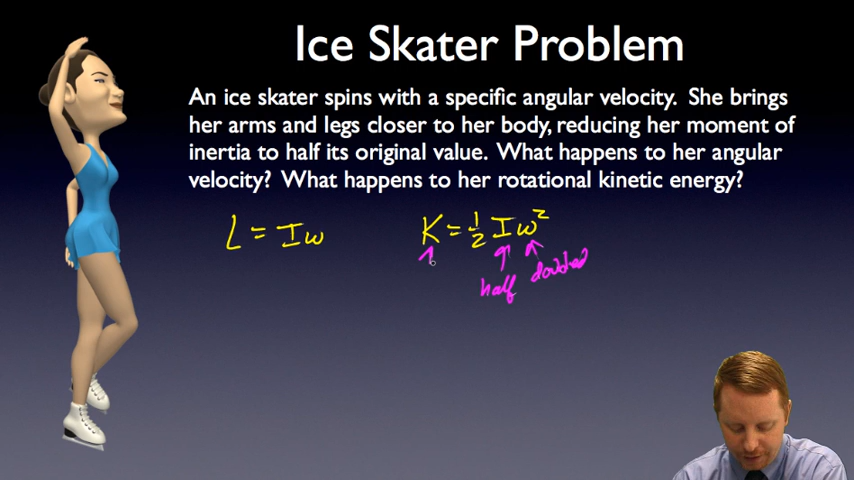 Ice Skater Problem
An ice skater spins with a specific angular velocity.  She brings
her arms and legs closer to her body, reducing her moment of
inertia to half its original value.  What happens to her angular
velocity?  What happens to her rotational kinetic energy?
L = Iω
K = ½ Iω²
half doubled